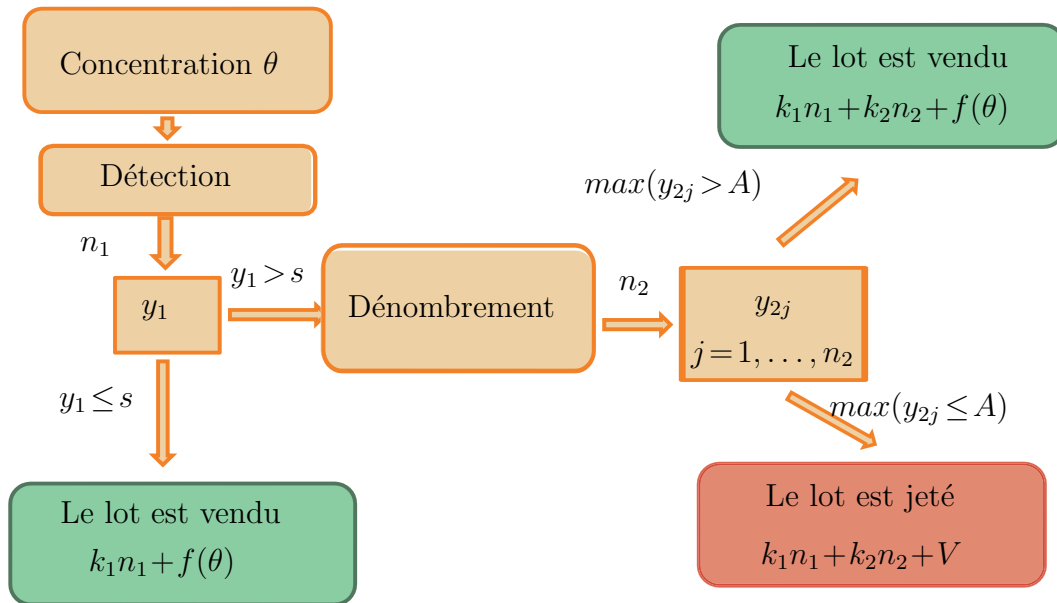 Concentration θ
Détection
n₁
y₁
y₁ > s
y₁ ≤ s
Le lot est vendu
k₁n₁+f(θ)
Dénombrement
n₂
y₂ⱼ
j=1, . . . , n₂
max(y₂ⱼ > A)
Le lot est vendu
k₁n₁+k₂n₂+f(θ)
max(y₂ⱼ ≤ A)
Le lot est jeté
k₁n₁+k₂n₂+V